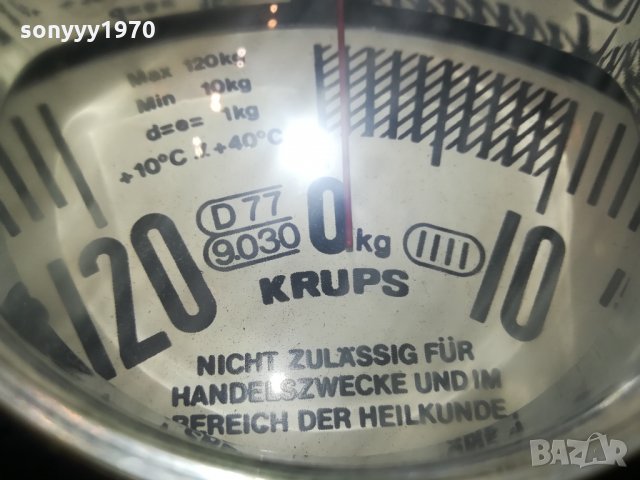 sonyyy1970
Max 120kg
Min 10kg
d=e= 1kg
+10°C ... +40°C
120
D 77
9.030
0 kg
10
KRUPS
NICHT ZULÄSSIG FÜR
HANDELSZWECKE UND IM
BEREICH DER HEILKUNDE
BAZAR